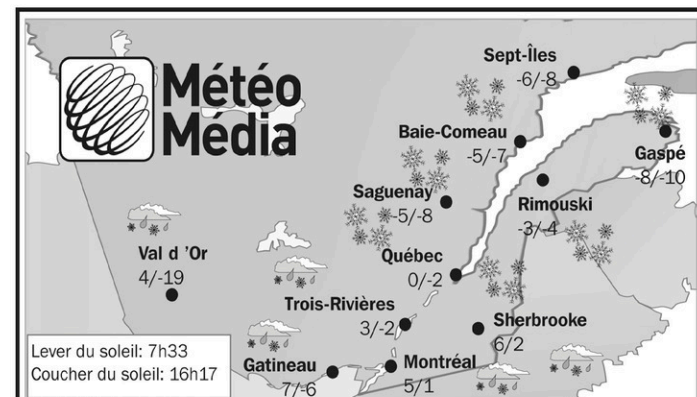 Météo
Média
Sept-Îles
-6/-8
Baie-Comeau
-5/-7
Gaspé
-8/-10
Saguenay
-5/-8
Rimouski
-3/-4
Val d 'Or
4/-19
Québec
0/-2
Trois-Rivières
3/-2
Sherbrooke
6/2
Lever du soleil: 7h33
Coucher du soleil: 16h17
Gatineau
7/-6
Montréal
5/1